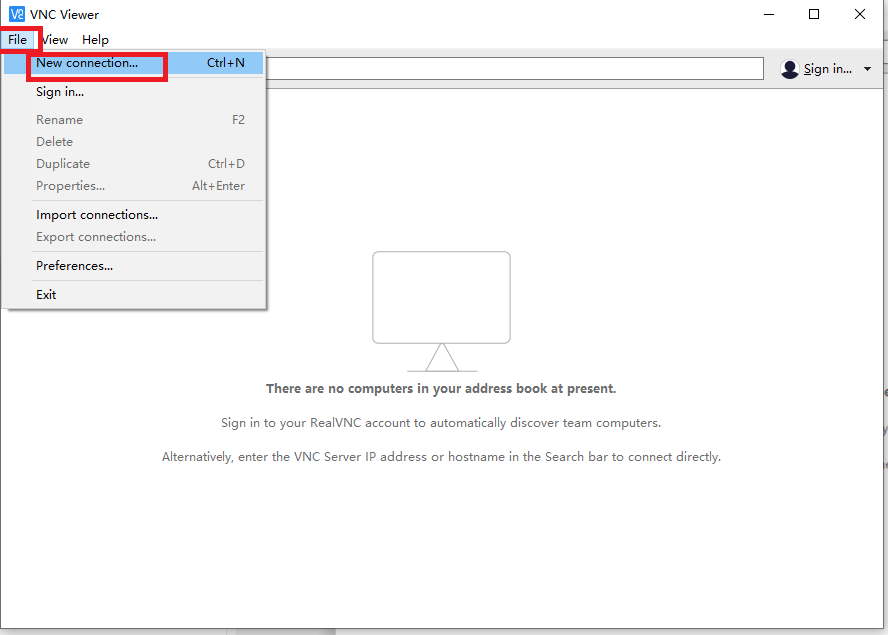 VNC Viewer
File View Help
New connection... Ctrl+N
Sign in...
Sign in...
Rename F2
Delete
Duplicate Ctrl+D
Properties... Alt+Enter
Import connections...
Export connections...
Preferences...
Exit
There are no computers in your address book at present.
Sign in to your RealVNC account to automatically discover team computers.
Alternatively, enter the VNC Server IP address or hostname in the Search bar to connect directly.